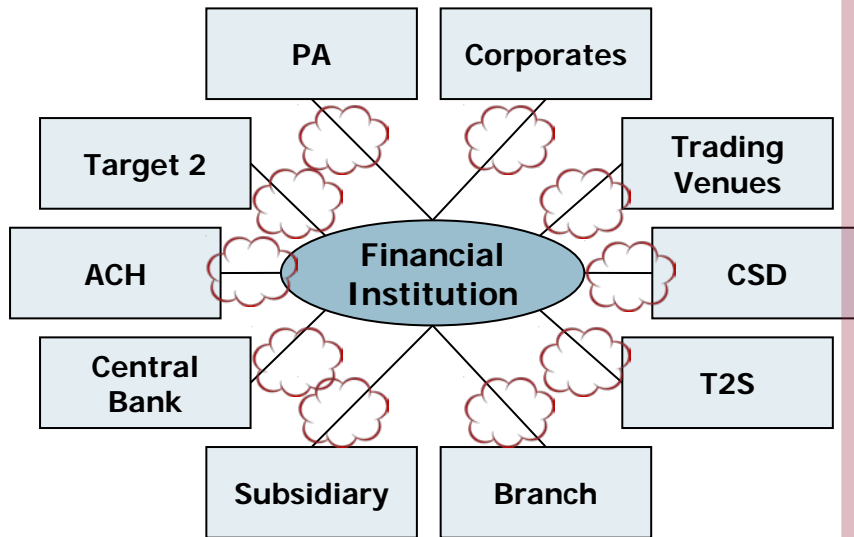 PA
Corporates
Target 2
Trading
Venues
ACH
Financial
Institution
CSD
Central
Bank
T2S
Subsidiary
Branch